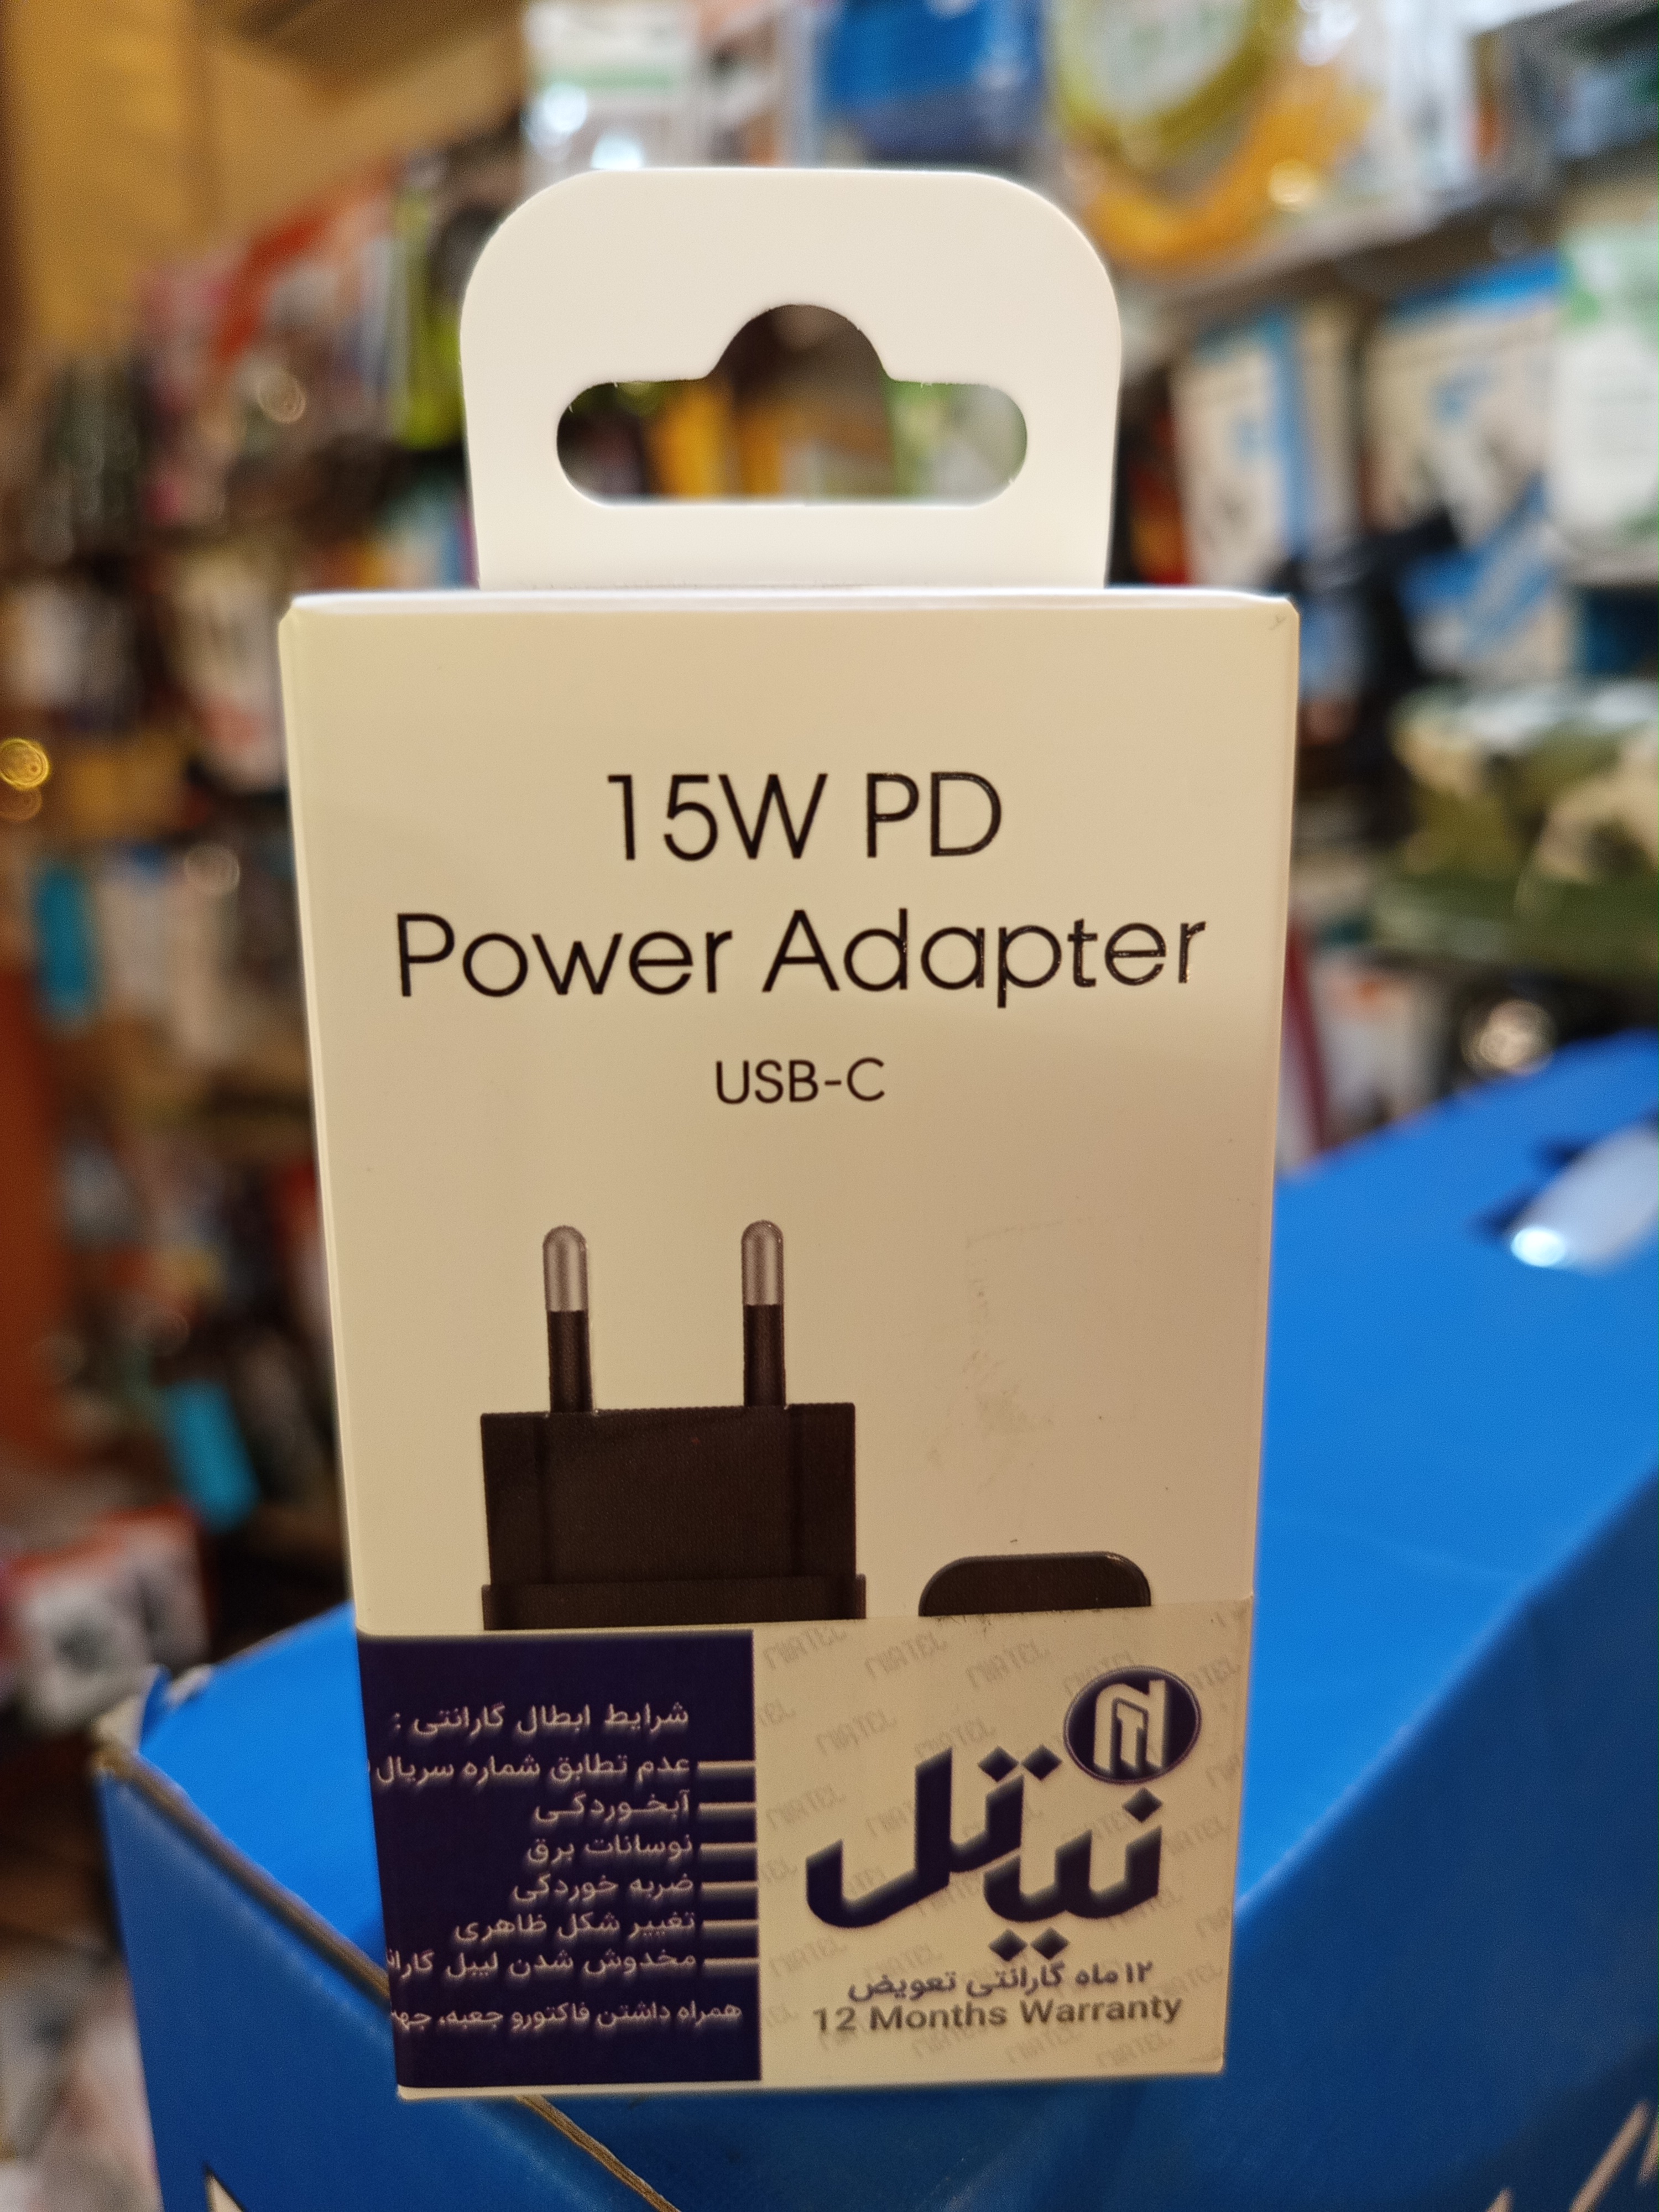 15W PD
Power Adapter
USB-C
شرایط ابطال گارانتی :
عدم تطابق شماره سریال
آبخوردگی
نوسانات برق
ضربه خوردگی
تغییر شکل ظاهری
مخدوش شدن لیبل
همراه داشتن فاکتورو جعبه،
نیاتل
۱۲ ماه گارانتی تعویض
12 Months Warranty